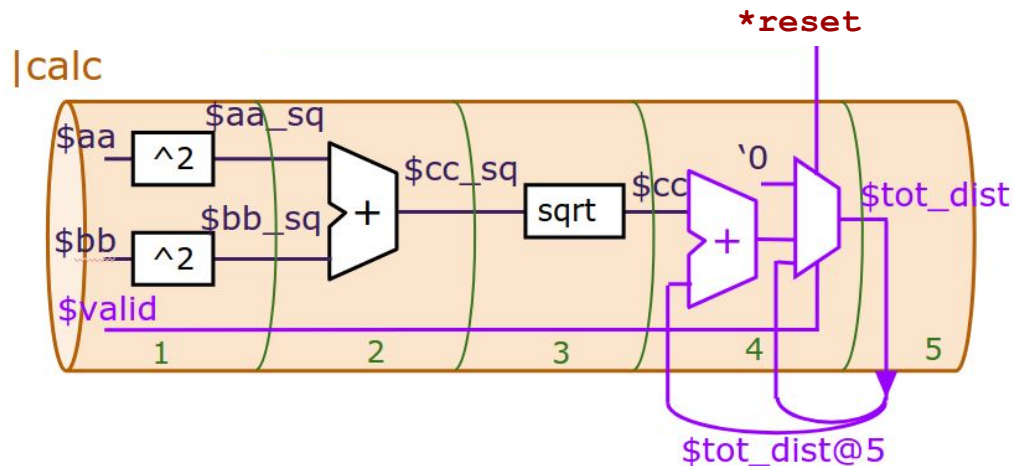 *reset
|calc
$aa
^2
$aa_sq
$bb
^2
$bb_sq
+
$cc_sq
sqrt
$cc
+
`0
$tot_dist
$valid
1
2
3
4
5
$tot_dist@5